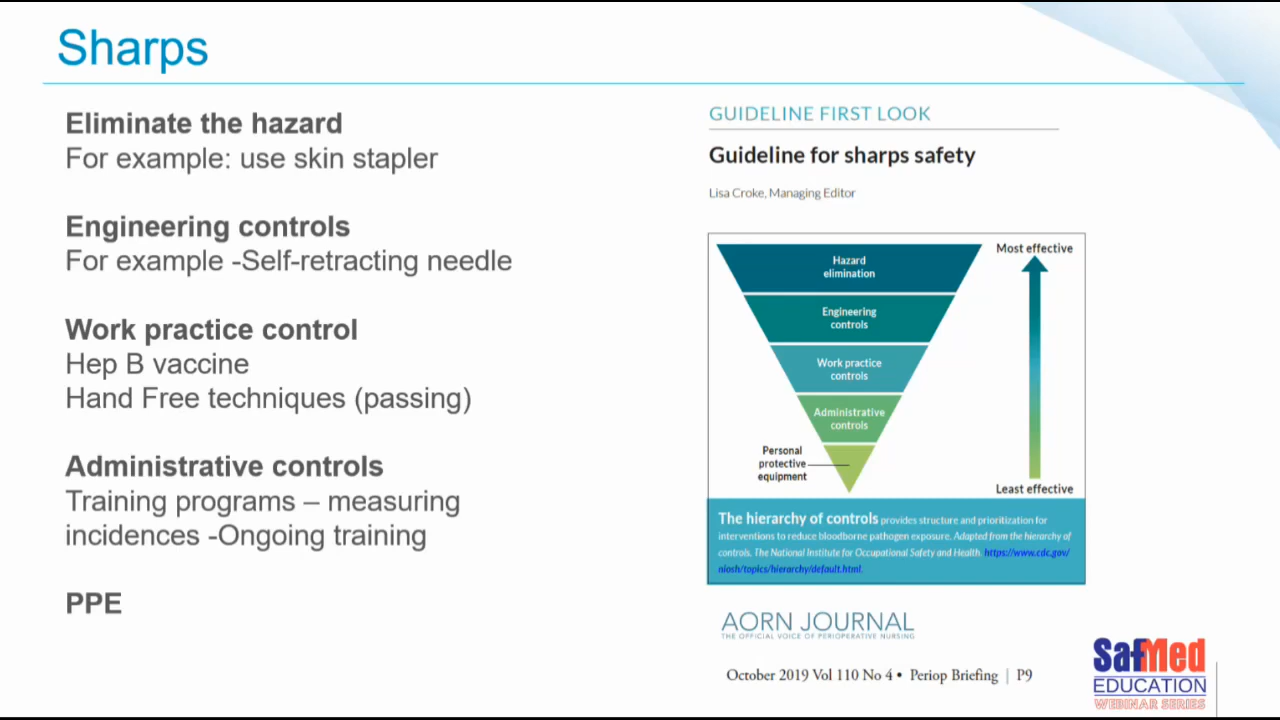 Sharps
Eliminate the hazard
For example: use skin stapler
Engineering controls
For example -Self-retracting needle
Work practice control
Hep B vaccine
Hand Free techniques (passing)
Administrative controls
Training programs – measuring
incidences -Ongoing training
PPE
GUIDELINE FIRST LOOK
Guideline for sharps safety
Lisa Croke, Managing Editor
Most effective
Hazard
elimination
Engineering
controls
Work practice
controls
Administrative
controls
Personal
protective
equipment
Least effective
The hierarchy of controls provides structure and prioritization for
interventions to reduce bloodborne pathogen exposure. Adapted from the hierarchy of
controls. The National Institute for Occupational Safety and Health https://www.cdc.gov/
niosh/topics/hierarchy/default.html.
AORN JOURNAL
THE OFFICIAL VOICE OF PERIOPERATIVE NURSING
October 2019 Vol 110 No 4 • Periop Briefing | P9
SafMed
EDUCATION
WEBINAR SERIES